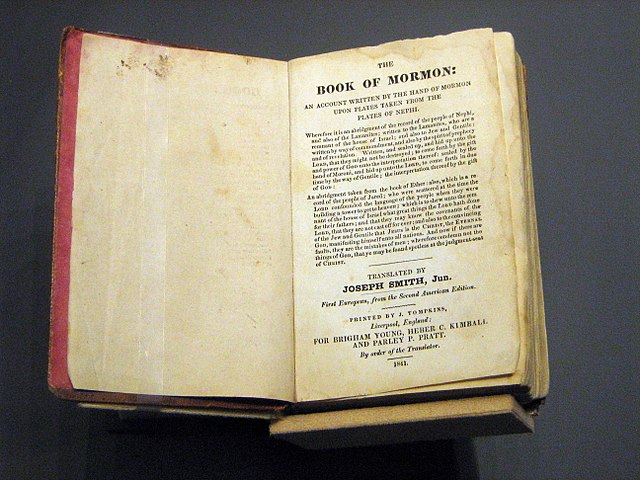 THE
BOOK OF MORMON:
AN ACCOUNT WRITTEN BY THE HAND OF MORMON
UPON PLATES TAKEN FROM THE
PLATES OF NEPHI.
Wherefore it is an abridgment of the record of the people of Nephi,
and also of the Lamanites; written to the Lamanites, who are a
remnant of the house of Israel; and also to Jew and Gentile:
written by way of commandment, and also by the spirit of prophecy
and of revelation. Written, and sealed up, and hid up unto the
LORD, that they might not be destroyed; to come forth by the gift
and power of GOD unto the interpretation thereof: sealed by the
hand of Moroni, and hid up unto the LORD, to come forth in due
time by the way of Gentile; the interpretation thereof by the gift
of GOD:
An abridgment taken from the book of Ether: also, which is a re
cord of the people of Jared; who were scattered at the time the
LORD confounded the language of the people when they were
building a tower to get to heaven; which is to shew unto the rem-
nant of the house of Israel what great things the LORD hath done
for their fathers; and that they may know the covenants of the
LORD, that they are not cast off for ever; and also to the convincing
of the Jew and Gentile that JESUS is the CHRIST, the ETERNAL
GOD, manifesting himself unto all nations. And now if there are
faults, they are the mistakes of men; wherefore condemn not the
things of GOD, that ye may be found spotless at the judgment-seat
of CHRIST.
TRANSLATED BY
JOSEPH SMITH, Jun.
First European, from the Second American Edition.
PRINTED BY J. TOMPKINS,
Liverpool, England:
FOR BRIGHAM YOUNG, HEBER C. KIMBALL
AND PARLEY P. PRATT.
By order of the Translator.
1841.